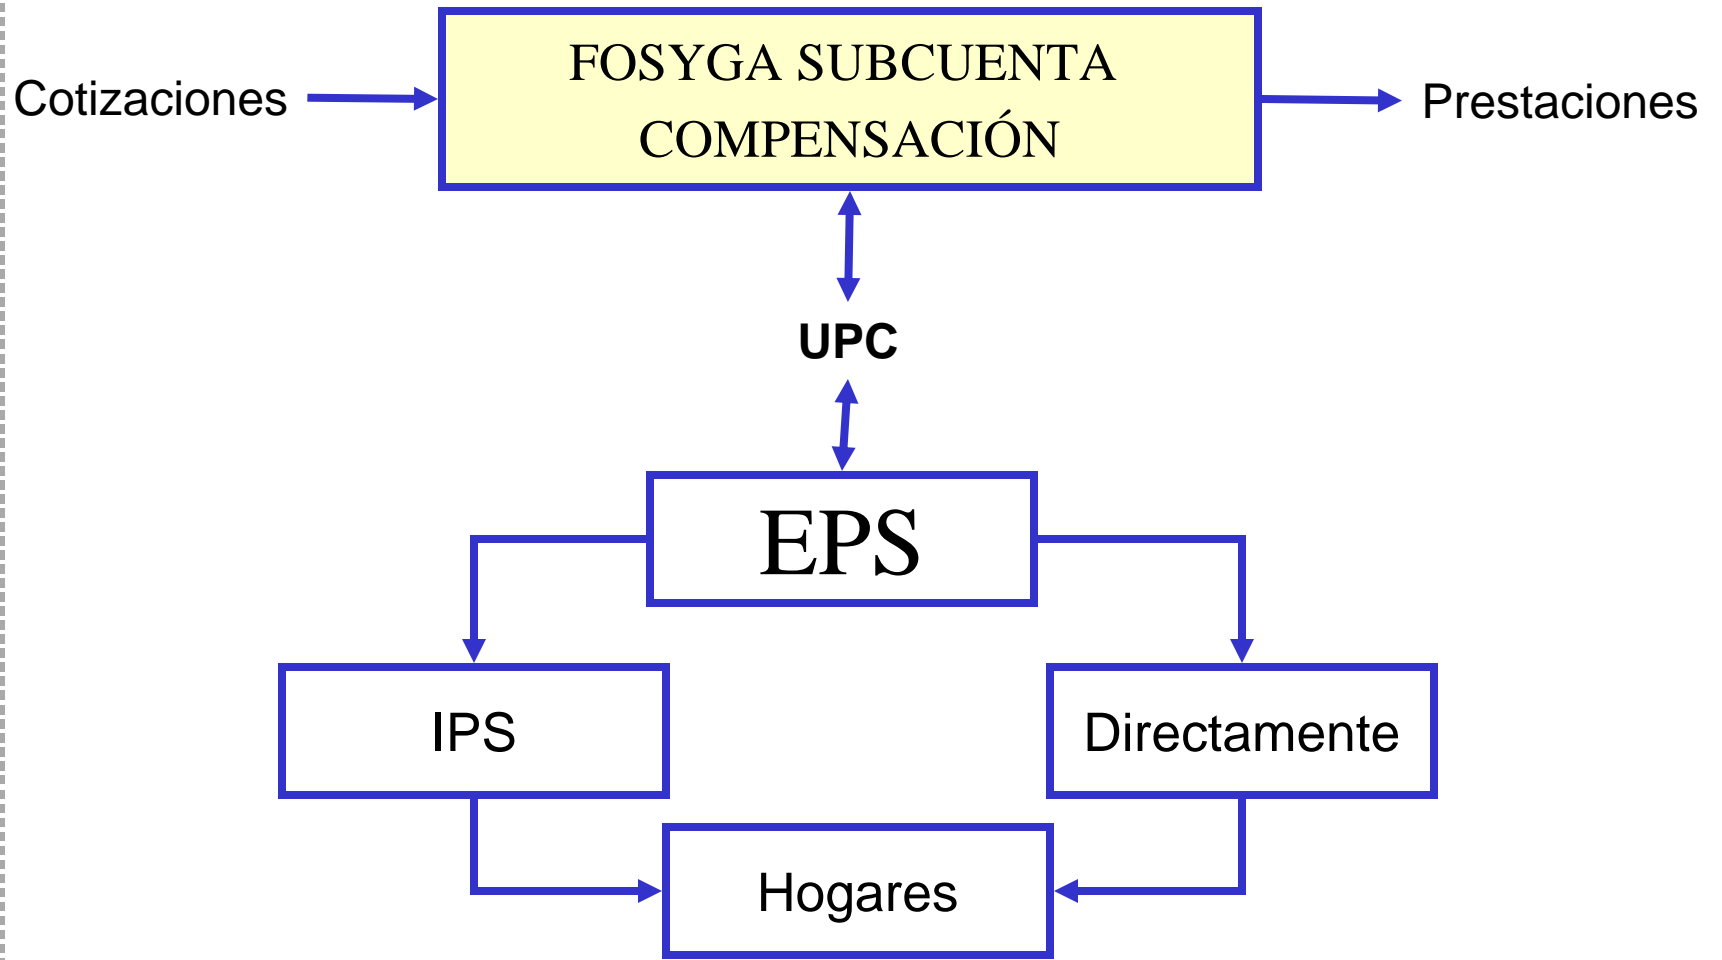 FOSYGA SUBCUENTA
COMPENSACIÓN
Cotizaciones
Prestaciones
UPC
EPS
IPS
Directamente
Hogares